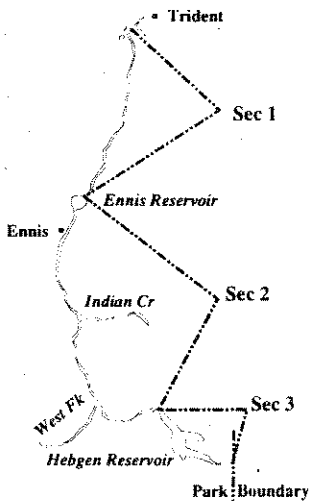 Trident
Sec 1
Ennis Reservoir
Ennis
Indian Cr
Sec 2
West Fk
Sec 3
Hebgen Reservoir
Park Boundary